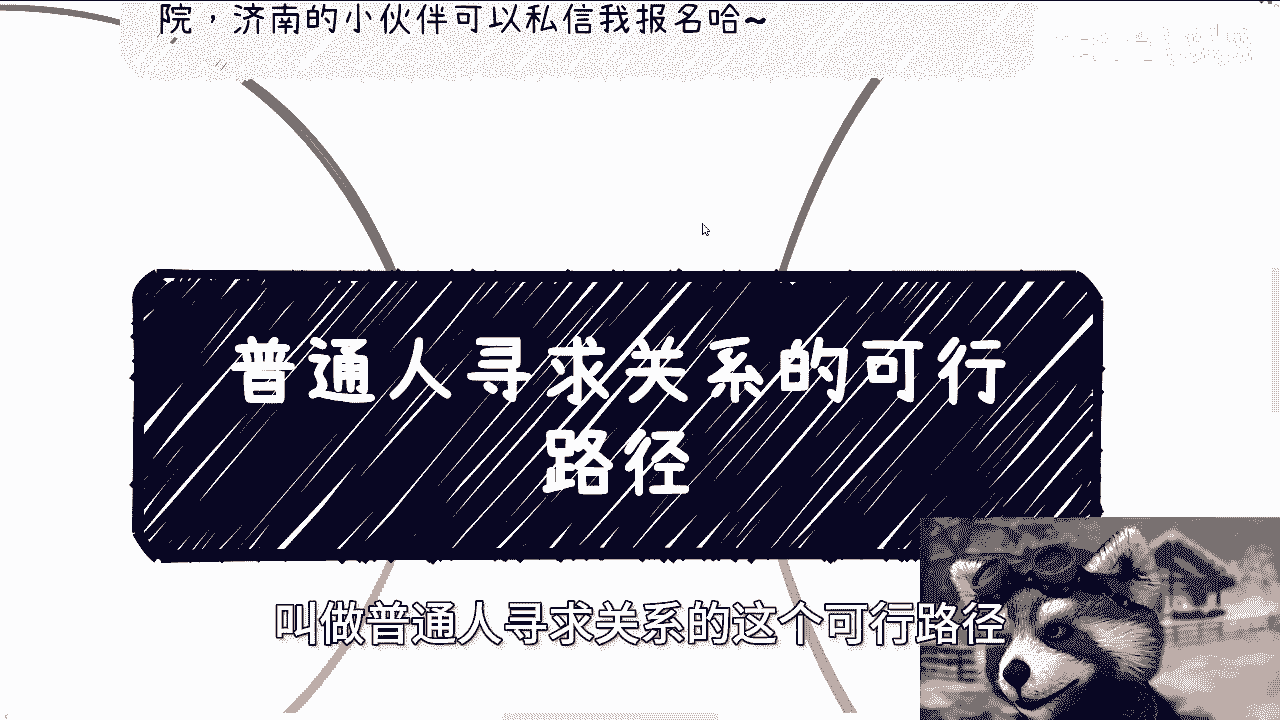 院，济南的小伙伴可以私信我报名哈~
普通人寻求关系的可行
路径
叫做普通人寻求关系的这个可行路径